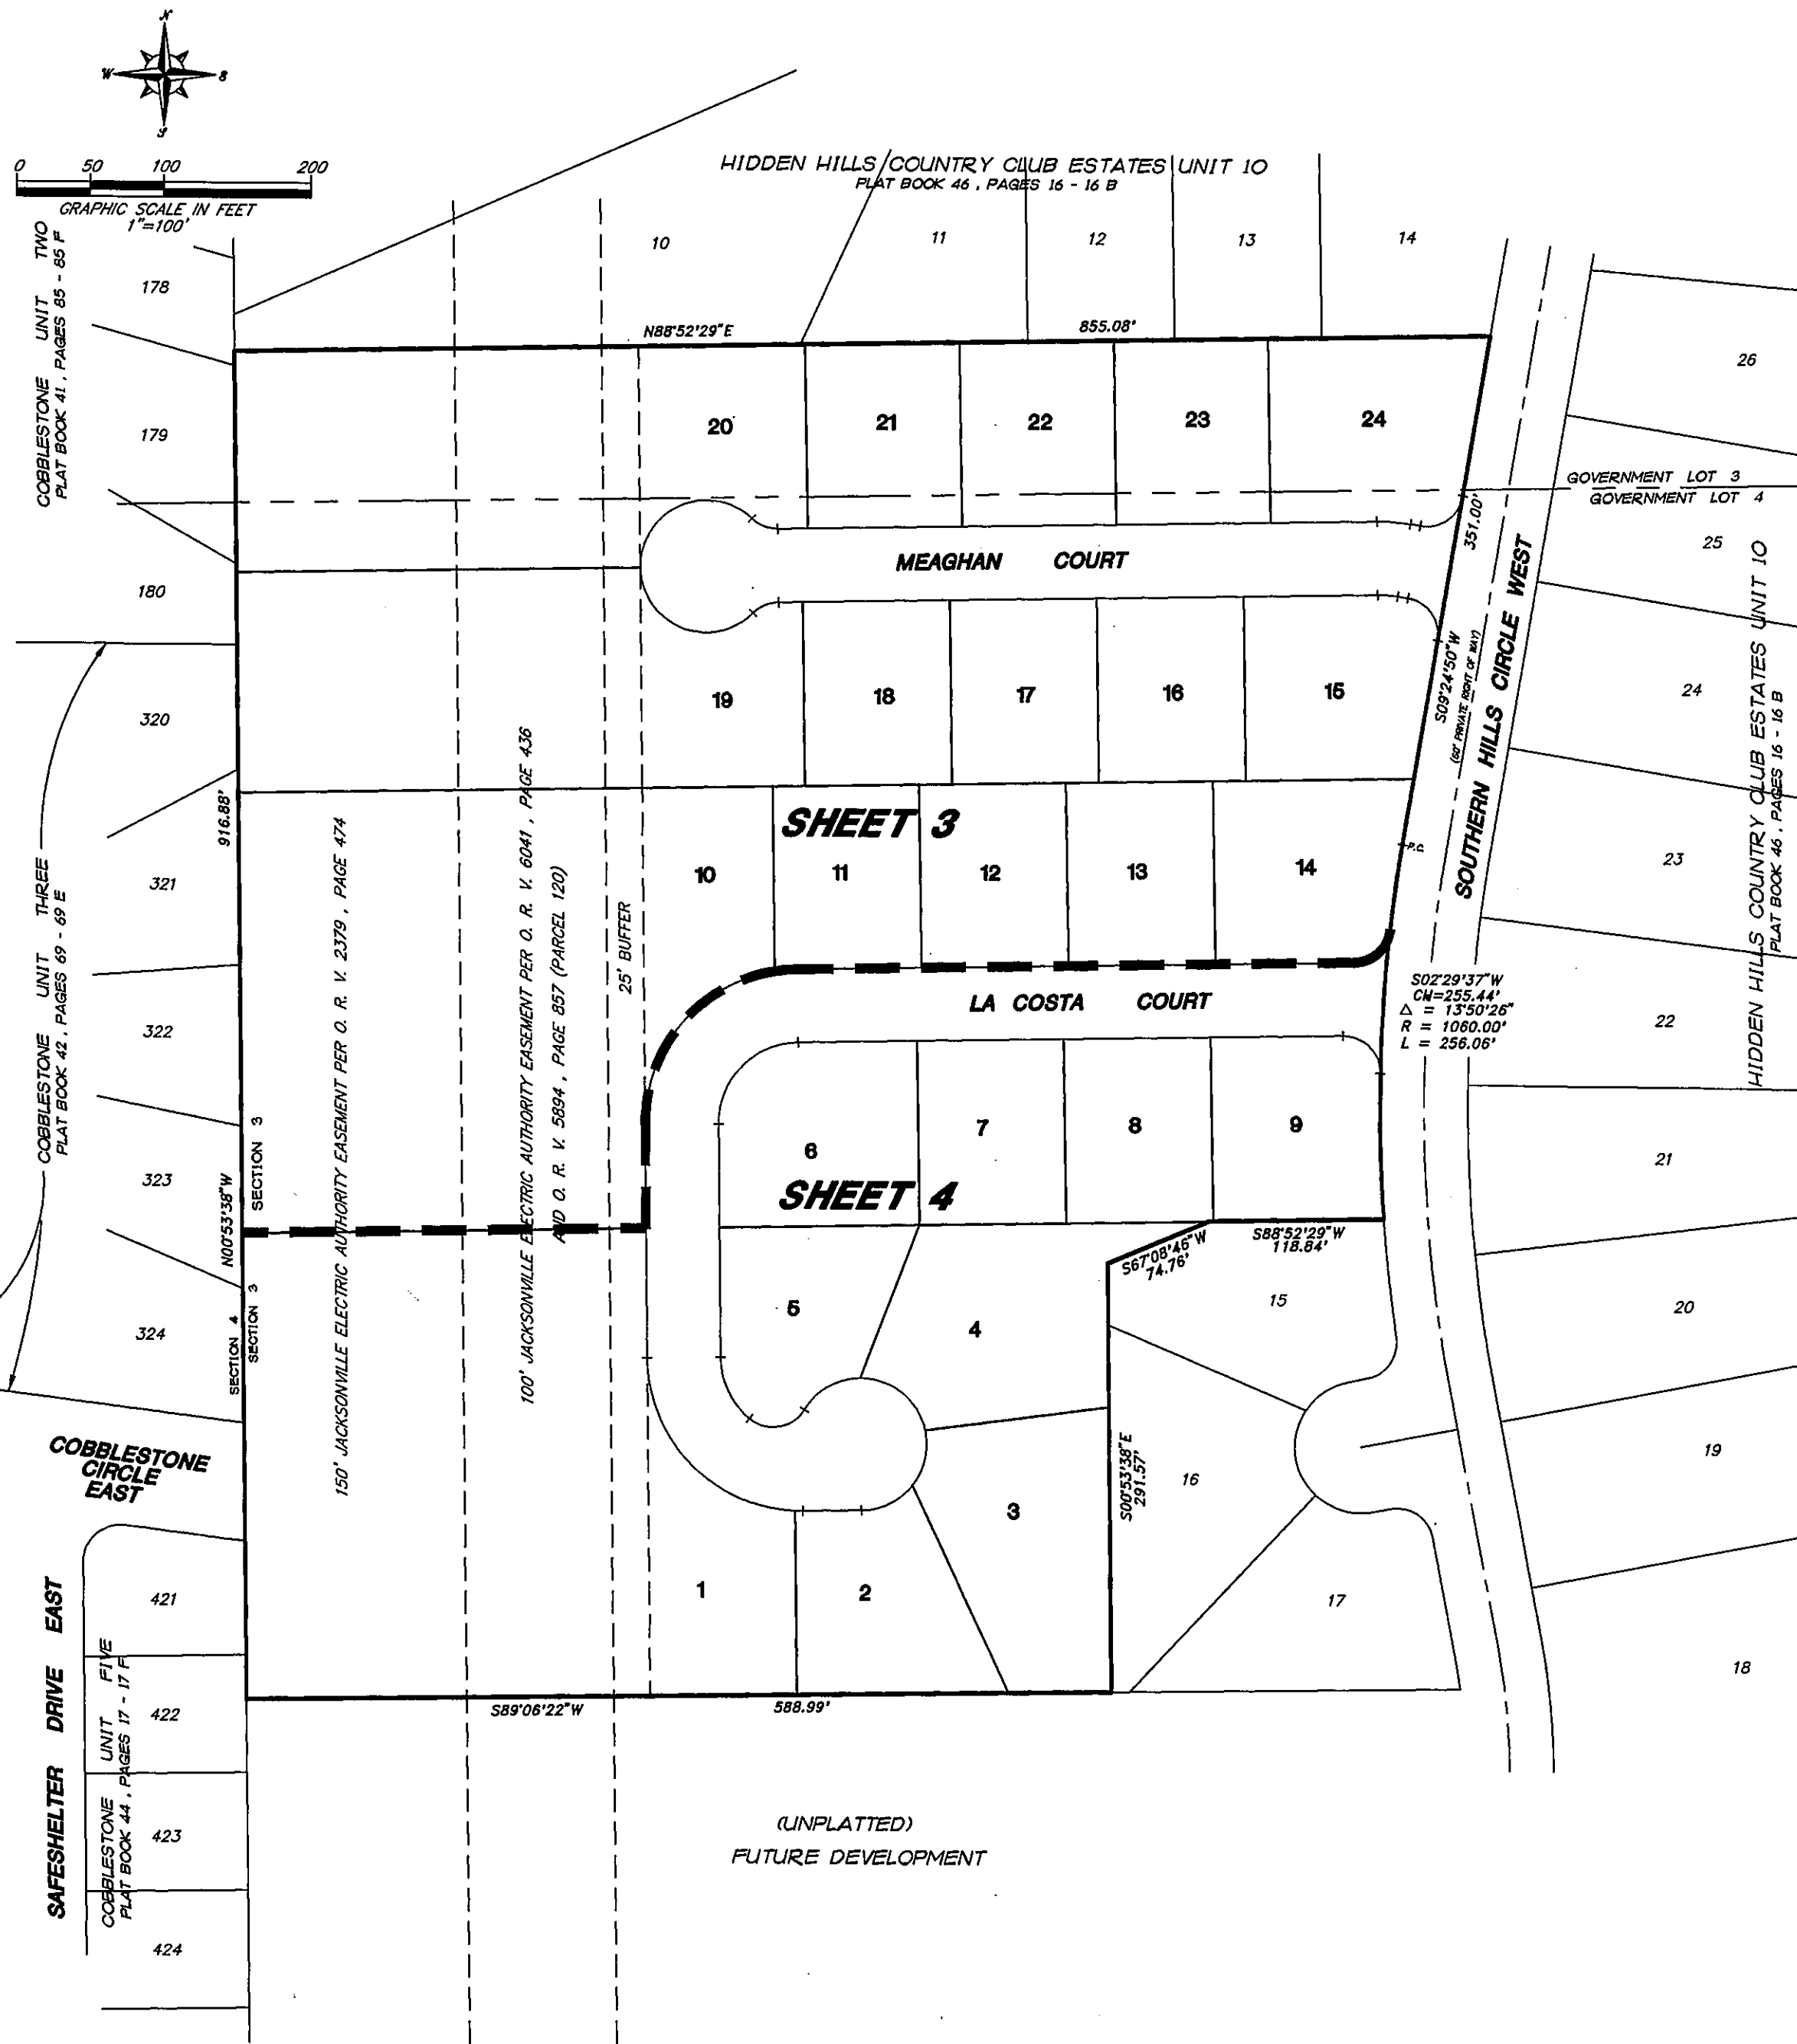 N
W
S
0 50 100 200
GRAPHIC SCALE IN FEET
1"=100'
HIDDEN HILLS COUNTRY CLUB ESTATES UNIT 10
PLAT BOOK 46 , PAGES 16 - 16 B
COBBLESTONE UNIT TWO
PLAT BOOK 41 , PAGES 85 - 85 F
178
179
180
320
321
322
323
324
10
11
12
13
14
N88°52'29"E
855.08'
20
21
22
23
24
26
GOVERNMENT LOT 3
GOVERNMENT LOT 4
25
MEAGHAN COURT
351.00'
S09°24'50"W
(60' PRIVATE RIGHT OF WAY)
SOUTHERN HILLS CIRCLE WEST
HIDDEN HILLS COUNTRY CLUB ESTATES UNIT 10
PLAT BOOK 46 , PAGES 16 - 16 B
19
18
17
16
15
24
916.88'
COBBLESTONE UNIT THREE
PLAT BOOK 42 , PAGES 69 - 69 E
150' JACKSONVILLE ELECTRIC AUTHORITY EASEMENT PER O. R. V. 2379 , PAGE 474
100' JACKSONVILLE ELECTRIC AUTHORITY EASEMENT PER O. R. V. 6041 , PAGE 436
AND O. R. V. 5894 , PAGE 857 (PARCEL 120)
25' BUFFER
SHEET 3
P.C.
10
11
12
13
14
23
LA COSTA COURT
S02°29'37"W
CH=255.44'
Δ = 13°50'26"
R = 1060.00'
L = 256.06'
22
6
7
8
9
21
SHEET 4
N00°53'38"W
SECTION 3
SECTION 4
SECTION 3
S67°08'46"W
74.76'
S88°52'29"W
118.84'
5
4
15
20
COBBLESTONE
CIRCLE
EAST
3
S00°53'38"E
291.57'
16
19
1
2
17
18
S89°06'22"W
588.99'
SAFESHELTER DRIVE EAST
COBBLESTONE UNIT FIVE
PLAT BOOK 44 , PAGES 17 - 17 F
421
422
423
424
(UNPLATTED)
FUTURE DEVELOPMENT